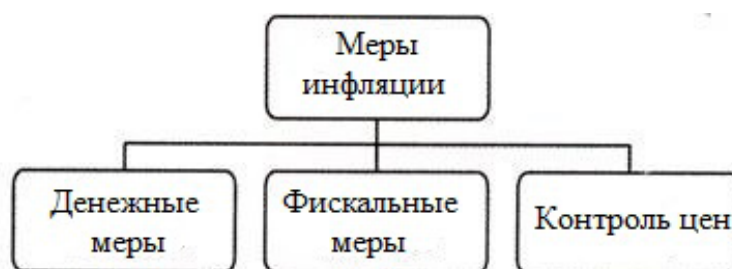 Меры
инфляции
Денежные
меры
Фискальные
меры
Контроль цен